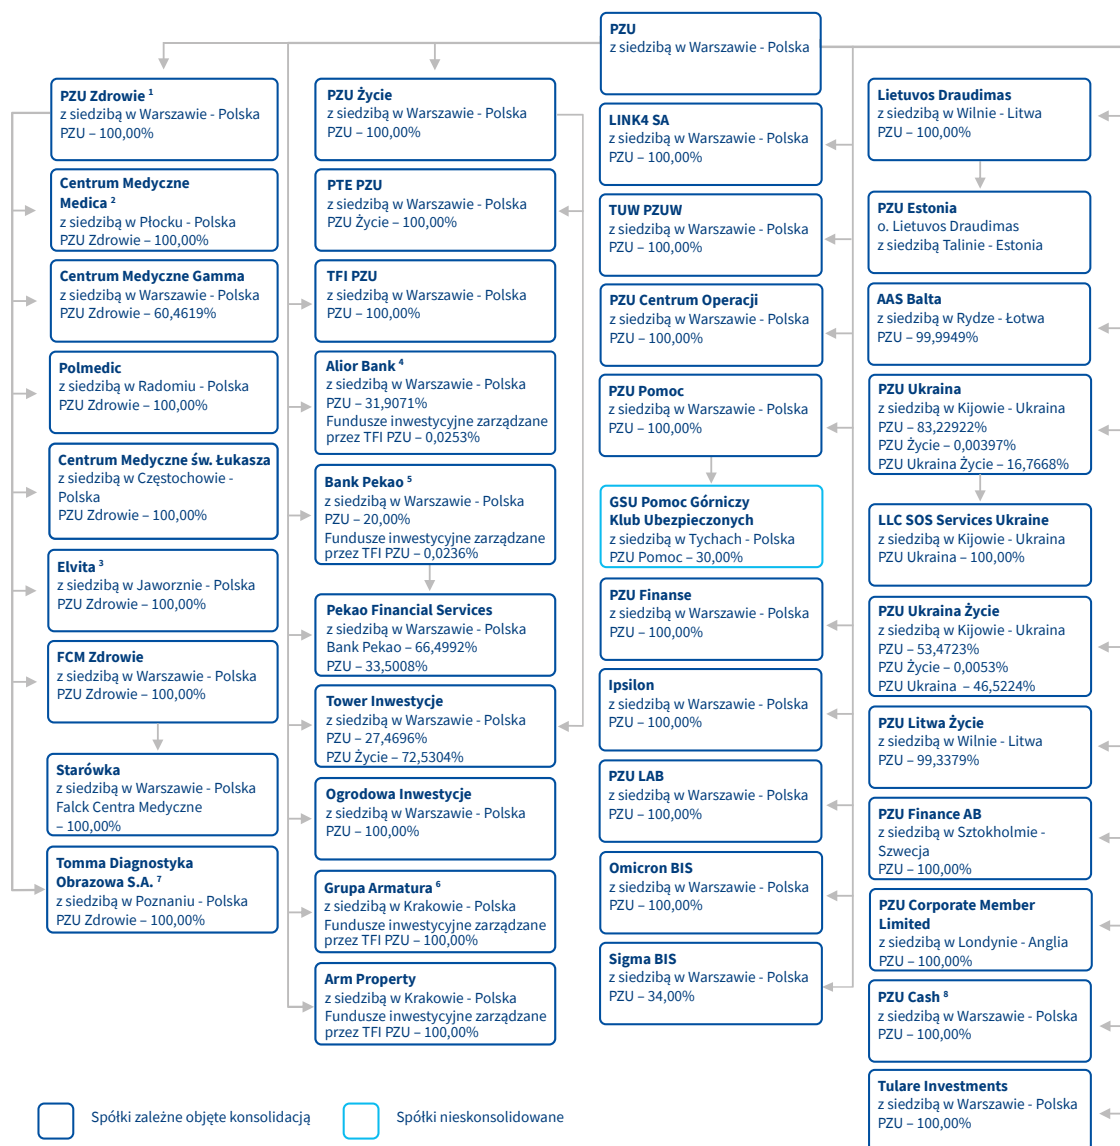 PZU
z siedzibą w Warszawie - Polska
PZU Zdrowie ¹
z siedzibą w Warszawie - Polska
PZU – 100,00%
Centrum Medyczne
Medica ²
z siedzibą w Płocku - Polska
PZU Zdrowie – 100,00%
Centrum Medyczne Gamma
z siedzibą w Warszawie - Polska
PZU Zdrowie – 60,4619%
Polmedic
z siedzibą w Radomiu - Polska
PZU Zdrowie – 100,00%
Centrum Medyczne św. Łukasza
z siedzibą w Częstochowie -
Polska
PZU Zdrowie – 100,00%
Elvita ³
z siedzibą w Jaworznie - Polska
PZU Zdrowie – 100,00%
FCM Zdrowie
z siedzibą w Warszawie - Polska
PZU Zdrowie – 100,00%
Starówka
z siedzibą w Warszawie - Polska
Falck Centra Medyczne
– 100,00%
Tomma Diagnostyka
Obrazowa S.A. ⁷
z siedzibą w Poznaniu - Polska
PZU Zdrowie – 100,00%
PZU Życie
z siedzibą w Warszawie - Polska
PZU – 100,00%
PTE PZU
z siedzibą w Warszawie - Polska
PZU Życie – 100,00%
TFI PZU
z siedzibą w Warszawie - Polska
PZU – 100,00%
Alior Bank ⁴
z siedzibą w Warszawie - Polska
PZU – 31,9071%
Fundusze inwestycyjne zarządzane
przez TFI PZU – 0,0253%
Bank Pekao ⁵
z siedzibą w Warszawie - Polska
PZU – 20,00%
Fundusze inwestycyjne zarządzane
przez TFI PZU – 0,0236%
Pekao Financial Services
z siedzibą w Warszawie - Polska
Bank Pekao – 66,4992%
PZU – 33,5008%
Tower Inwestycje
z siedzibą w Warszawie - Polska
PZU – 27,4696%
PZU Życie – 72,5304%
Ogrodowa Inwestycje
z siedzibą w Warszawie - Polska
PZU – 100,00%
Grupa Armatura ⁶
z siedzibą w Krakowie - Polska
Fundusze inwestycyjne zarządzane
przez TFI PZU – 100,00%
Arm Property
z siedzibą w Krakowie - Polska
Fundusze inwestycyjne zarządzane
przez TFI PZU – 100,00%
LINK4 SA
z siedzibą w Warszawie - Polska
PZU – 100,00%
TUW PZUW
z siedzibą w Warszawie - Polska
PZU – 100,00%
PZU Centrum Operacji
z siedzibą w Warszawie - Polska
PZU – 100,00%
PZU Pomoc
z siedzibą w Warszawie - Polska
PZU – 100,00%
GSU Pomoc Górniczy
Klub Ubezpieczonych
z siedzibą w Tychach - Polska
PZU Pomoc – 30,00%
PZU Finanse
z siedzibą w Warszawie - Polska
PZU – 100,00%
Ipsilon
z siedzibą w Warszawie - Polska
PZU – 100,00%
PZU LAB
z siedzibą w Warszawie - Polska
PZU – 100,00%
Omicron BIS
z siedzibą w Warszawie - Polska
PZU – 100,00%
Sigma BIS
z siedzibą w Warszawie - Polska
PZU – 34,00%
Lietuvos Draudimas
z siedzibą w Wilnie - Litwa
PZU – 100,00%
PZU Estonia
o. Lietuvos Draudimas
z siedzibą Talinie - Estonia
AAS Balta
z siedzibą w Rydze - Łotwa
PZU – 99,9949%
PZU Ukraina
z siedzibą w Kijowie - Ukraina
PZU – 83,22922%
PZU Życie – 0,00397%
PZU Ukraina Życie – 16,7668%
LLC SOS Services Ukraine
z siedzibą w Kijowie - Ukraina
PZU Ukraina – 100,00%
PZU Ukraina Życie
z siedzibą w Kijowie - Ukraina
PZU – 53,4723%
PZU Życie – 0,0053%
PZU Ukraina – 46,5224%
PZU Litwa Życie
z siedzibą w Wilnie - Litwa
PZU – 99,3379%
PZU Finance AB
z siedzibą w Sztokholmie -
Szwecja
PZU – 100,00%
PZU Corporate Member
Limited
z siedzibą w Londynie - Anglia
PZU – 100,00%
PZU Cash ⁸
z siedzibą w Warszawie - Polska
PZU – 100,00%
Tulare Investments
z siedzibą w Warszawie - Polska
PZU – 100,00%
Spółki zależne objęte konsolidacją
Spółki nieskonsolidowane